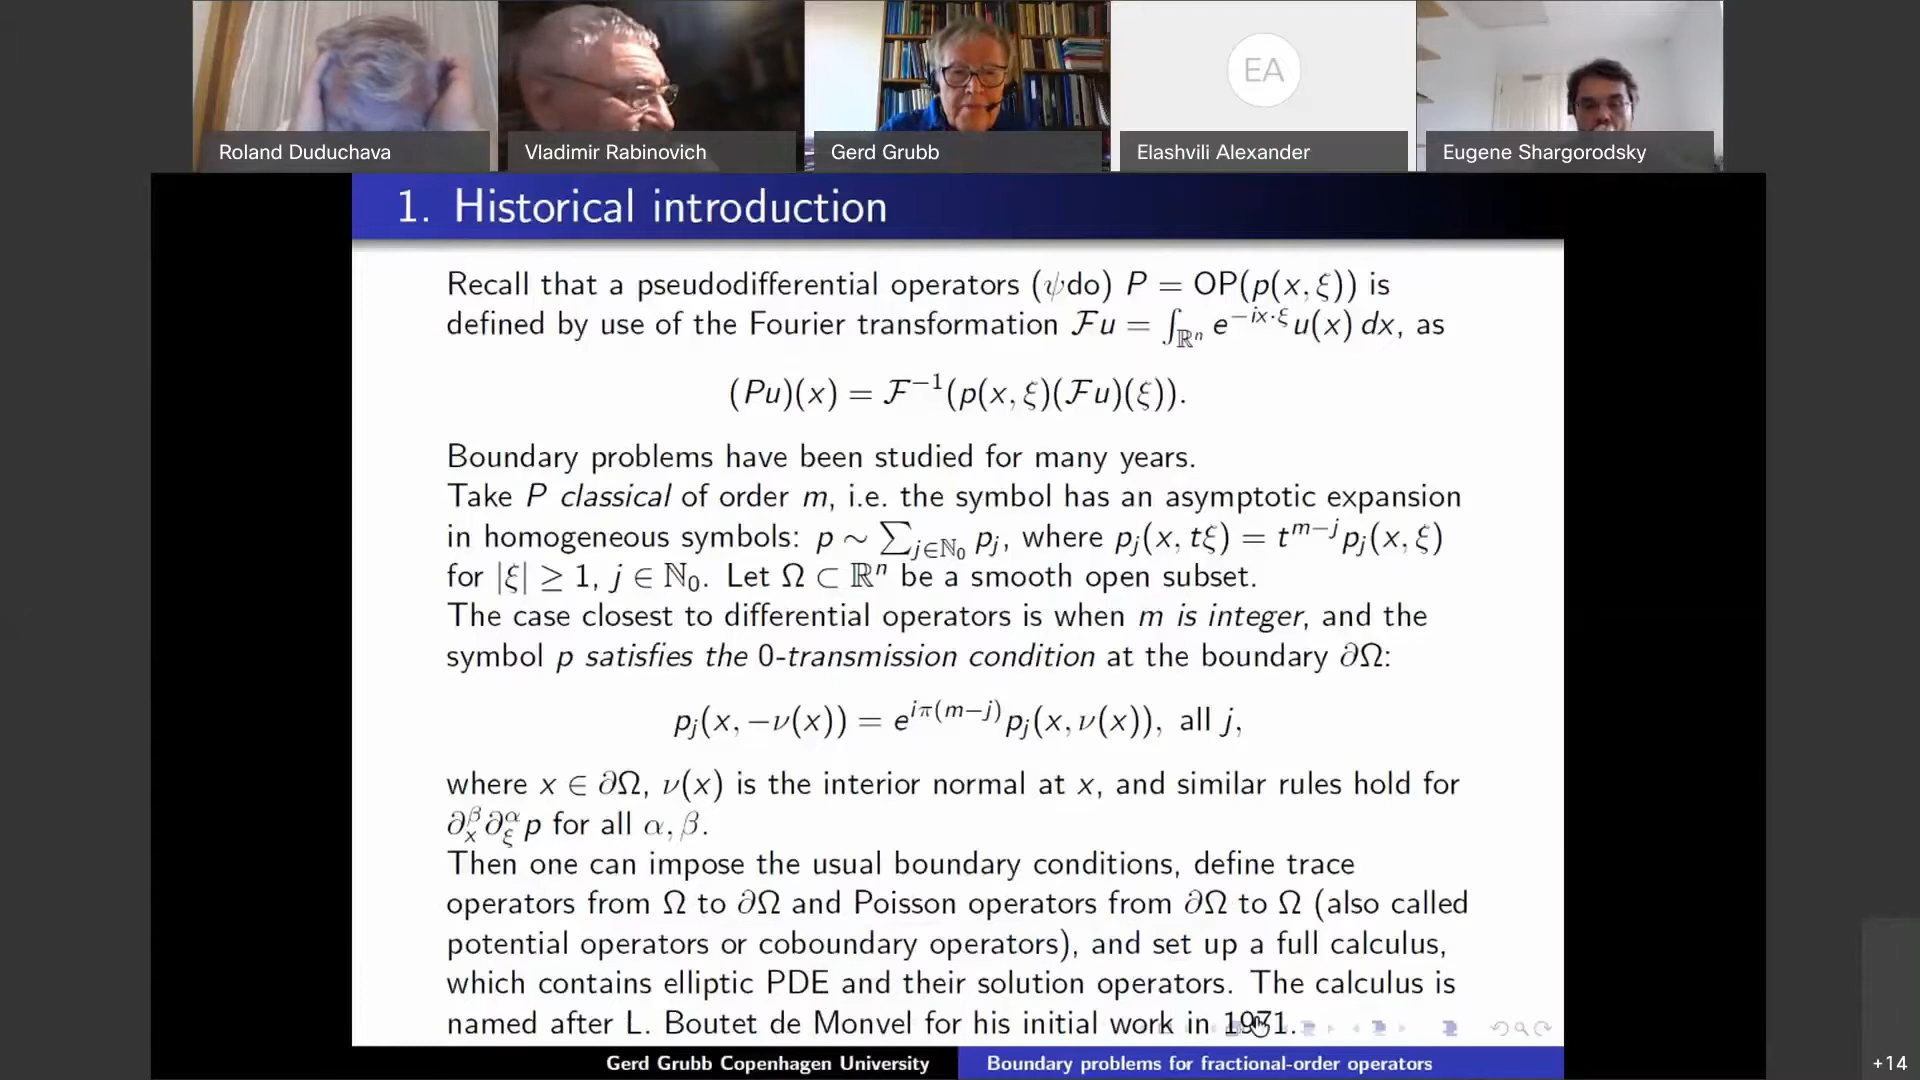 EA
Roland Duduchava
Vladimir Rabinovich
Gerd Grubb
Elashvili Alexander
Eugene Shargorodsky
1. Historical introduction
Recall that a pseudodifferential operators (ψdo) P = OP(p(x, ξ)) is
defined by use of the Fourier transformation ℱu = ∫_{ℝⁿ} e^{−ix·ξ} u(x) dx, as
(Pu)(x) = ℱ⁻¹(p(x, ξ)(ℱu)(ξ)).
Boundary problems have been studied for many years.
Take P classical of order m, i.e. the symbol has an asymptotic expansion
in homogeneous symbols: p ∼ ∑_{j∈ℕ₀} p_j, where p_j(x, tξ) = t^{m−j} p_j(x, ξ)
for |ξ| ≥ 1, j ∈ ℕ₀. Let Ω ⊂ ℝⁿ be a smooth open subset.
The case closest to differential operators is when m is integer, and the
symbol p satisfies the 0-transmission condition at the boundary ∂Ω:
p_j(x, −ν(x)) = e^{iπ(m−j)} p_j(x, ν(x)), all j,
where x ∈ ∂Ω, ν(x) is the interior normal at x, and similar rules hold for
∂_x^β ∂_ξ^α p for all α, β.
Then one can impose the usual boundary conditions, define trace
operators from Ω to ∂Ω and Poisson operators from ∂Ω to Ω (also called
potential operators or coboundary operators), and set up a full calculus,
which contains elliptic PDE and their solution operators. The calculus is
named after L. Boutet de Monvel for his initial work in 1971.
Gerd Grubb Copenhagen University
Boundary problems for fractional-order operators
+14